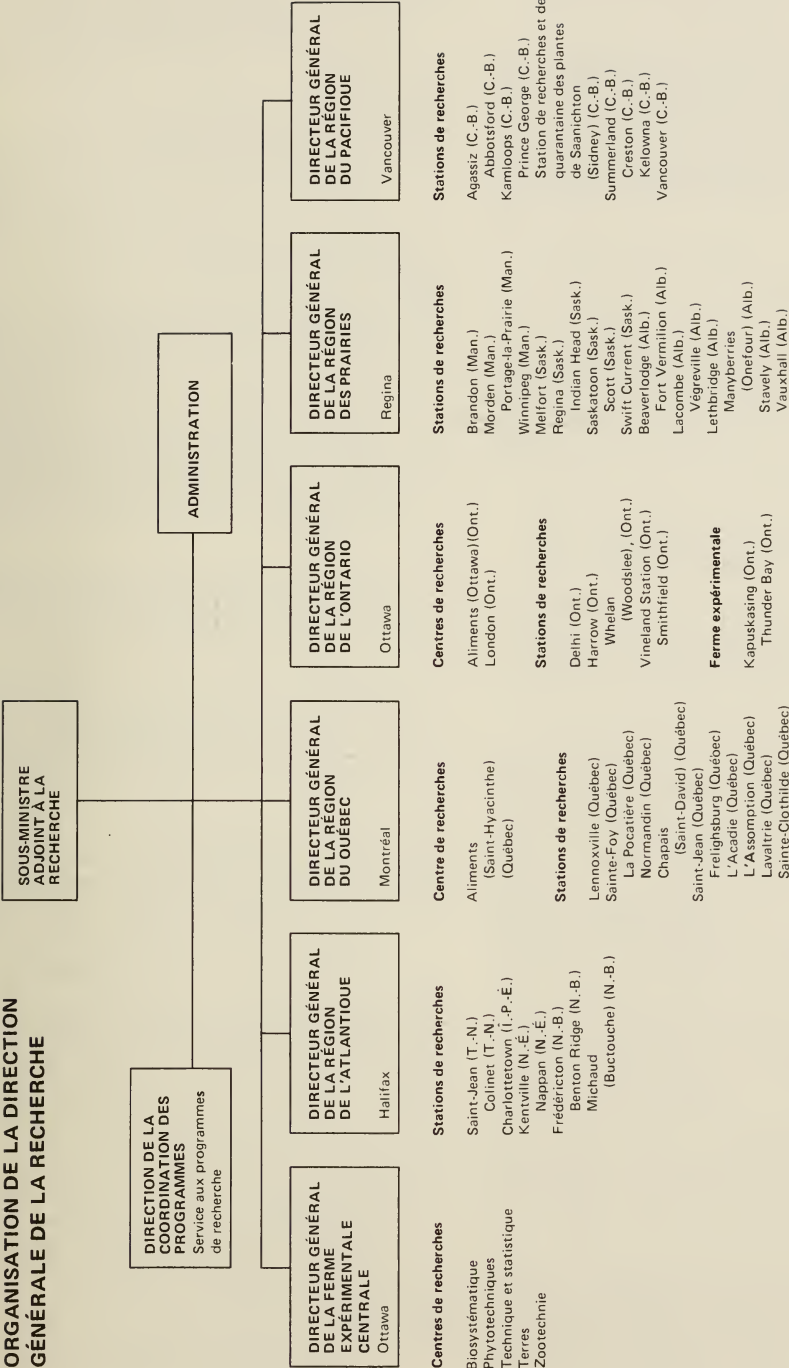 ORGANISATION DE LA DIRECTION
GÉNÉRALE DE LA RECHERCHE
SOUS-MINISTRE
ADJOINT À LA
RECHERCHE
DIRECTION DE LA
COORDINATION DES
PROGRAMMES
Service aux programmes
de recherche
ADMINISTRATION
DIRECTEUR GÉNÉRAL
DE LA FERME
EXPÉRIMENTALE
CENTRALE
Ottawa
Centres de recherches
Biosystématique
Phytotechniques
Technique et statistique
Terres
Zootechnie
DIRECTEUR GÉNÉRAL
DE LA RÉGION
DE L'ATLANTIQUE
Halifax
Stations de recherches
Saint-Jean (T.-N.)
Colinet (T.-N.)
Charlottetown (Î.-P.-É.)
Kentville (N.-É.)
Nappan (N.-É.)
Frédéricton (N.-B.)
Benton Ridge (N.-B.)
Michaud
(Buctouche) (N.-B.)
DIRECTEUR GÉNÉRAL
DE LA RÉGION
DU QUÉBEC
Montréal
Centre de recherches
Aliments
(Saint-Hyacinthe)
(Québec)
Stations de recherches
Lennoxville (Québec)
Sainte-Foy (Québec)
La Pocatière (Québec)
Normandin (Québec)
Chapais
(Saint-David) (Québec)
Saint-Jean (Québec)
Frelighsburg (Québec)
L'Acadie (Québec)
L'Assomption (Québec)
Lavaltrie (Québec)
Sainte-Clothilde (Québec)
DIRECTEUR GÉNÉRAL
DE LA RÉGION
DE L'ONTARIO
Ottawa
Centres de recherches
Aliments (Ottawa) (Ont.)
London (Ont.)
Stations de recherches
Delhi (Ont.)
Harrow (Ont.)
Whelan
(Woodslee), (Ont.)
Vineland Station (Ont.)
Smithfield (Ont.)
Ferme expérimentale
Kapuskasing (Ont.)
Thunder Bay (Ont.)
DIRECTEUR GÉNÉRAL
DE LA RÉGION
DES PRAIRIES
Regina
Stations de recherches
Brandon (Man.)
Morden (Man.)
Portage-la-Prairie (Man.)
Winnipeg (Man.)
Melfort (Sask.)
Regina (Sask.)
Indian Head (Sask.)
Saskatoon (Sask.)
Scott (Sask.)
Swift Current (Sask.)
Beaverlodge (Alb.)
Fort Vermilion (Alb.)
Lacombe (Alb.)
Végreville (Alb.)
Lethbridge (Alb.)
Manyberries
(Onefour) (Alb.)
Stavely (Alb.)
Vauxhall (Alb.)
DIRECTEUR GÉNÉRAL
DE LA RÉGION
DU PACIFIQUE
Vancouver
Stations de recherches
Agassiz (C.-B.)
Abbotsford (C.-B.)
Kamloops (C.-B.)
Prince George (C.-B.)
Station de recherches et de
quarantaine des plantes
de Saanichton
(Sidney) (C.-B.)
Summerland (C.-B.)
Creston (C.-B.)
Kelowna (C.-B.)
Vancouver (C.-B.)